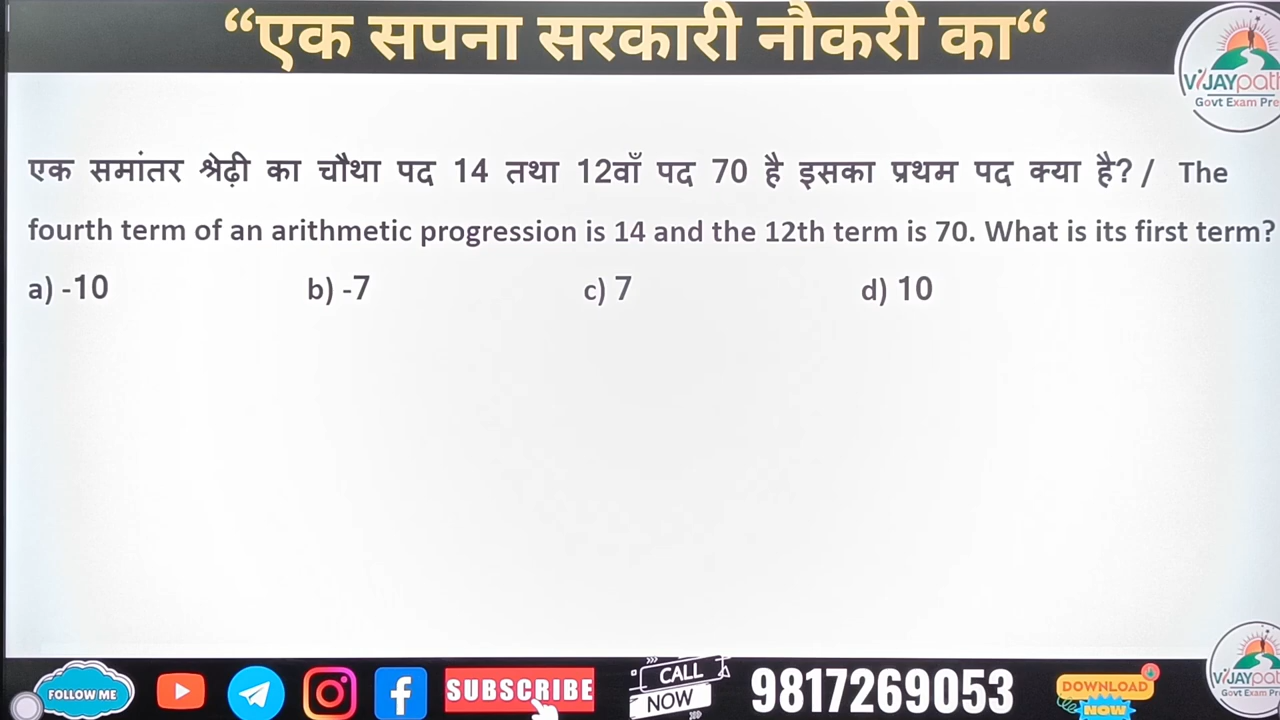 “एक सपना सरकारी नौकरी का“
VIJAYpath
Govt Exam Pre
एक समांतर श्रेढ़ी का चौथा पद 14 तथा 12वाँ पद 70 है इसका प्रथम पद क्या है? / The
fourth term of an arithmetic progression is 14 and the 12th term is 70. What is its first term?
a) -10 b) -7 c) 7 d) 10
FOLLOW ME
SUBSCRIBE
CALL
NOW
9817269053
DOWNLOAD
NOW
VIJAYpat
Govt Exam Pre